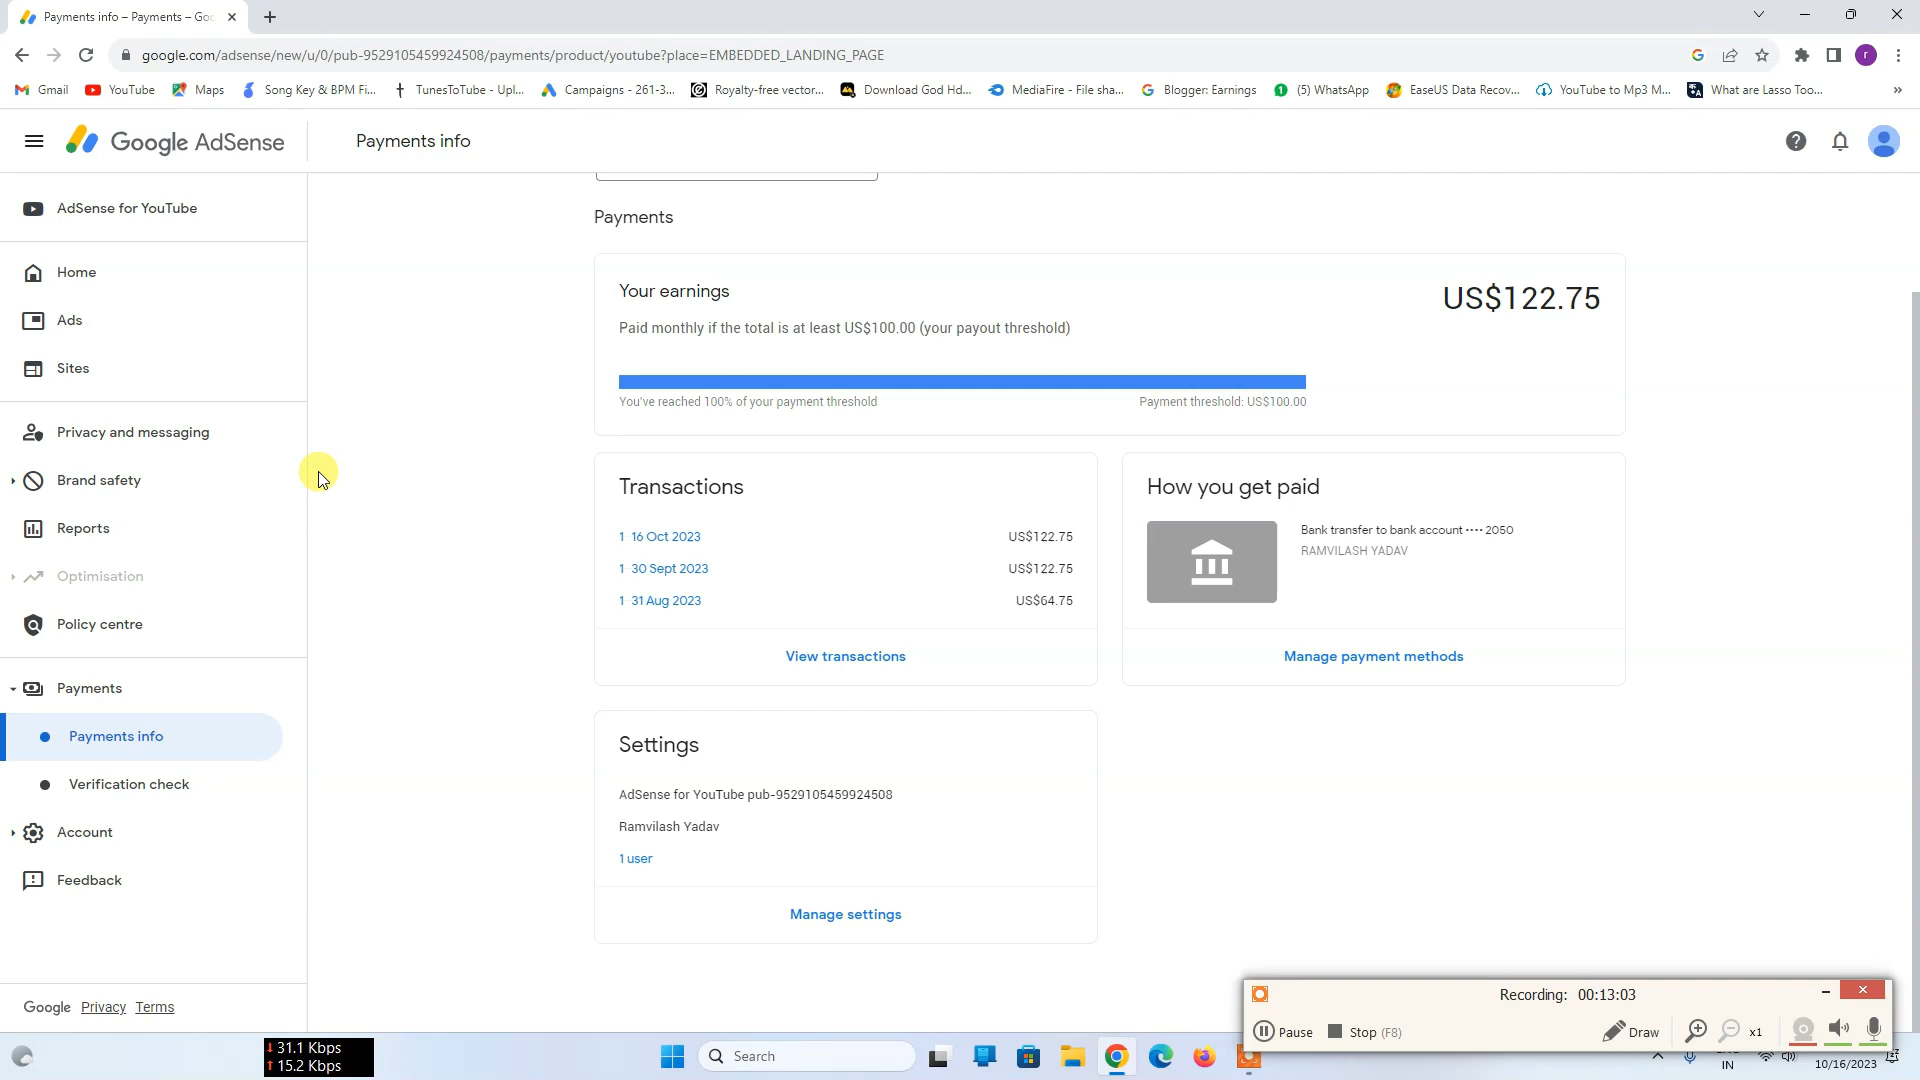 Payments info – Payments – Goo
google.com/adsense/new/u/0/pub-9529105459924508/payments/product/youtube?place=EMBEDDED_LANDING_PAGE
r
Gmail
YouTube
Maps
Song Key & BPM Fi...
TunesToTube - Upl...
Campaigns - 261-3...
Royalty-free vector...
Download God Hd...
MediaFire - File sha...
Blogger: Earnings
(5) WhatsApp
EaseUS Data Recov...
YouTube to Mp3 M...
What are Lasso Too...
Google AdSense
Payments info
AdSense for YouTube
Home
Ads
Sites
Privacy and messaging
Brand safety
Reports
Optimisation
Policy centre
Payments
Payments info
Verification check
Account
Feedback
Google Privacy Terms
Payments
Your earnings
US$122.75
Paid monthly if the total is at least US$100.00 (your payout threshold)
You've reached 100% of your payment threshold
Payment threshold: US$100.00
Transactions
1 16 Oct 2023 US$122.75
1 30 Sept 2023 US$122.75
1 31 Aug 2023 US$64.75
View transactions
How you get paid
Bank transfer to bank account •••• 2050
RAMVILASH YADAV
Manage payment methods
Settings
AdSense for YouTube pub-9529105459924508
Ramvilash Yadav
1 user
Manage settings
Recording: 00:13:03
Pause
Stop (F8)
Draw
x1
31.1 Kbps
15.2 Kbps
Search
IN
10/16/2023